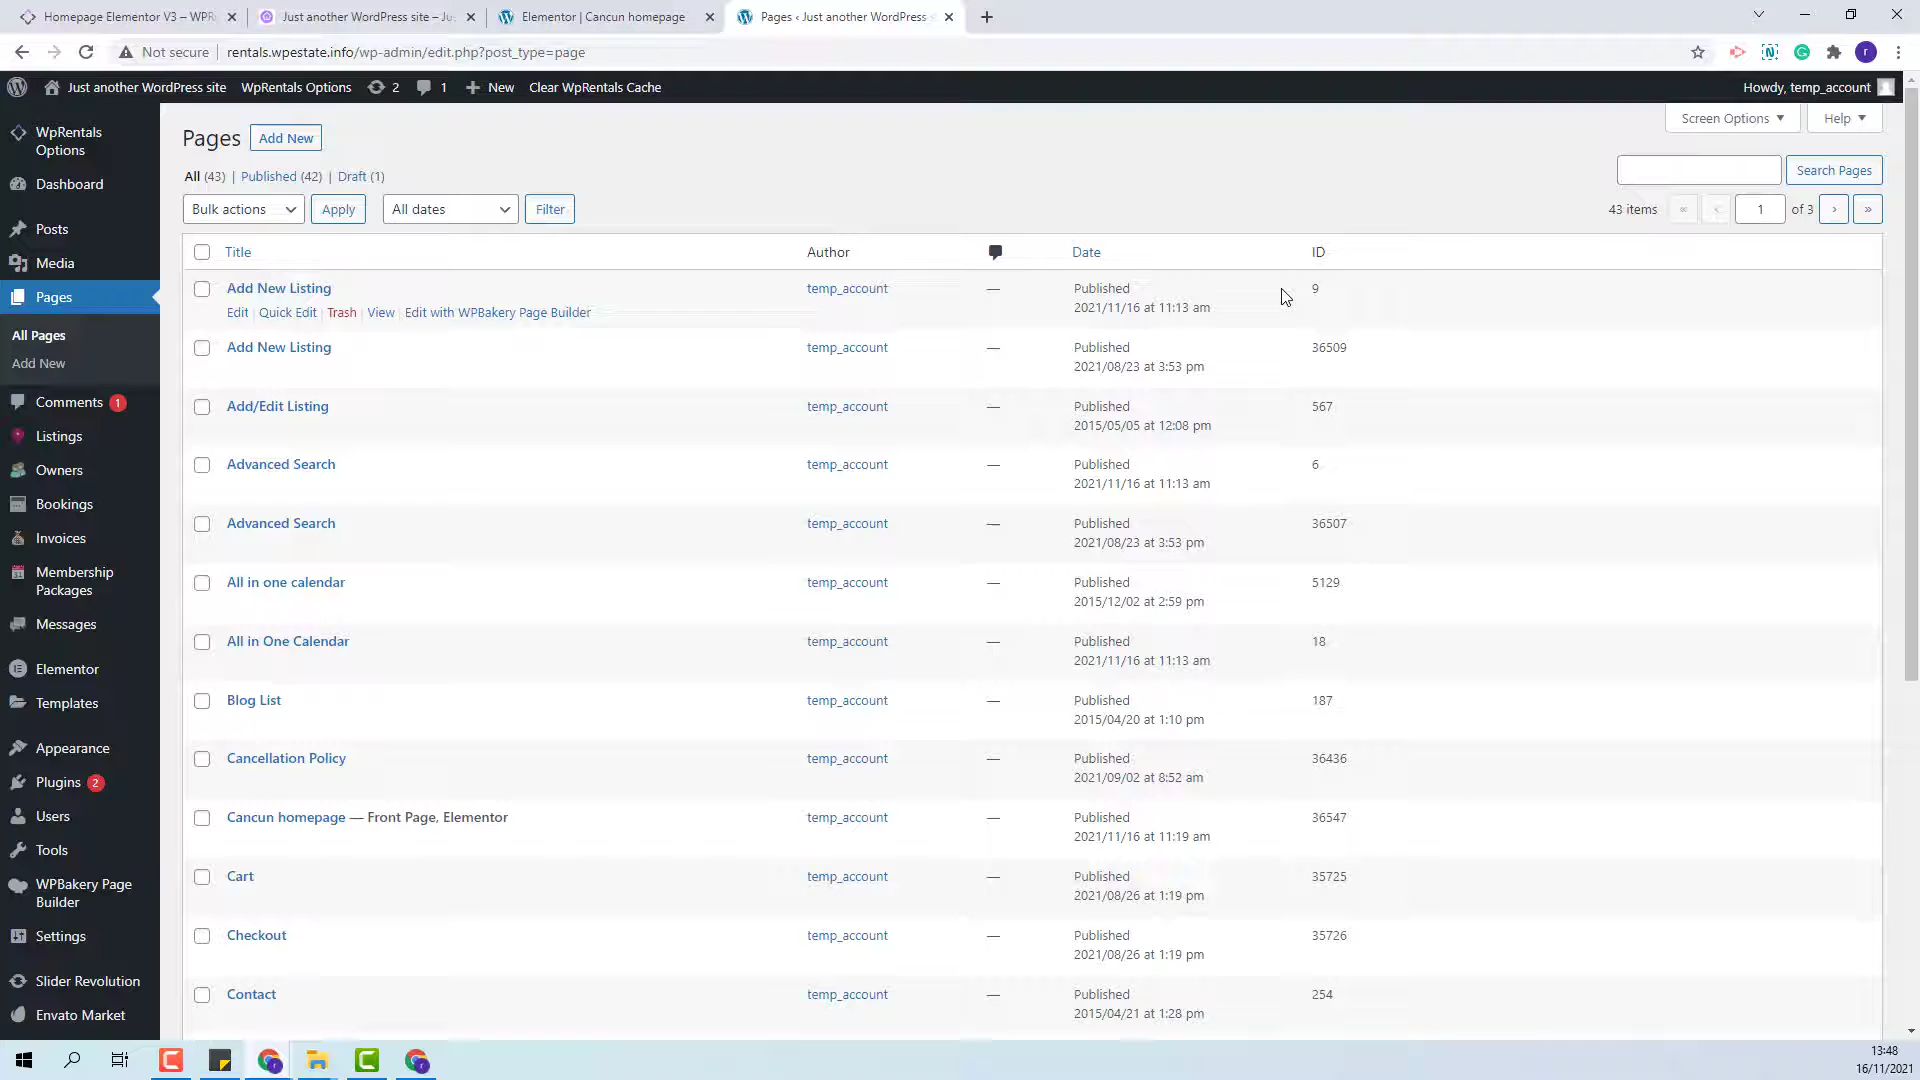 Homepage Elementor V3 – WPR
Just another WordPress site – Ju
Elementor | Cancun homepage
Pages ‹ Just another WordPress
Not secure
rentals.wpestate.info/wp-admin/edit.php?post_type=page
r
Just another WordPress site
WpRentals Options
2
1
New
Clear WpRentals Cache
Howdy, temp_account
WpRentals
Options
Dashboard
Posts
Media
Pages
All Pages
Add New
Comments 1
Listings
Owners
Bookings
Invoices
Membership
Packages
Messages
Elementor
Templates
Appearance
Plugins 2
Users
Tools
WPBakery Page
Builder
Settings
Slider Revolution
Envato Market
Pages
Add New
Screen Options
Help
All (43) | Published (42) | Draft (1)
Search Pages
Bulk actions
Apply
All dates
Filter
43 items « ‹ 1 of 3 › »
Title Author Date ID
Add New Listing temp_account — Published 9
Edit | Quick Edit | Trash | View | Edit with WPBakery Page Builder 2021/11/16 at 11:13 am
Add New Listing temp_account — Published 36509
2021/08/23 at 3:53 pm
Add/Edit Listing temp_account — Published 567
2015/05/05 at 12:08 pm
Advanced Search temp_account — Published 6
2021/11/16 at 11:13 am
Advanced Search temp_account — Published 36507
2021/08/23 at 3:53 pm
All in one calendar temp_account — Published 5129
2015/12/02 at 2:59 pm
All in One Calendar temp_account — Published 18
2021/11/16 at 11:13 am
Blog List temp_account — Published 187
2015/04/20 at 1:10 pm
Cancellation Policy temp_account — Published 36436
2021/09/02 at 8:52 am
Cancun homepage — Front Page, Elementor temp_account — Published 36547
2021/11/16 at 11:19 am
Cart temp_account — Published 35725
2021/08/26 at 1:19 pm
Checkout temp_account — Published 35726
2021/08/26 at 1:19 pm
Contact temp_account — Published 254
2015/04/21 at 1:28 pm
13:48
16/11/2021